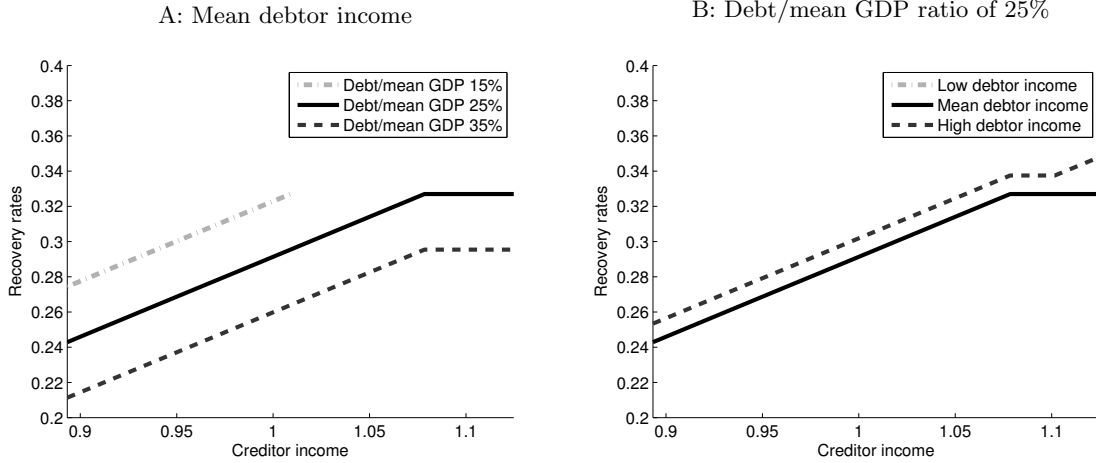 A: Mean debtor income
0.4
0.38
0.36
0.34
0.32
0.3
0.28
0.26
0.24
0.22
0.2
Recovery rates
Debt/mean GDP 15%
Debt/mean GDP 25%
Debt/mean GDP 35%
0.9
0.95
1
1.05
1.1
Creditor income
B: Debt/mean GDP ratio of 25%
0.4
0.38
0.36
0.34
0.32
0.3
0.28
0.26
0.24
0.22
0.2
Recovery rates
Low debtor income
Mean debtor income
High debtor income
0.9
0.95
1
1.05
1.1
Creditor income